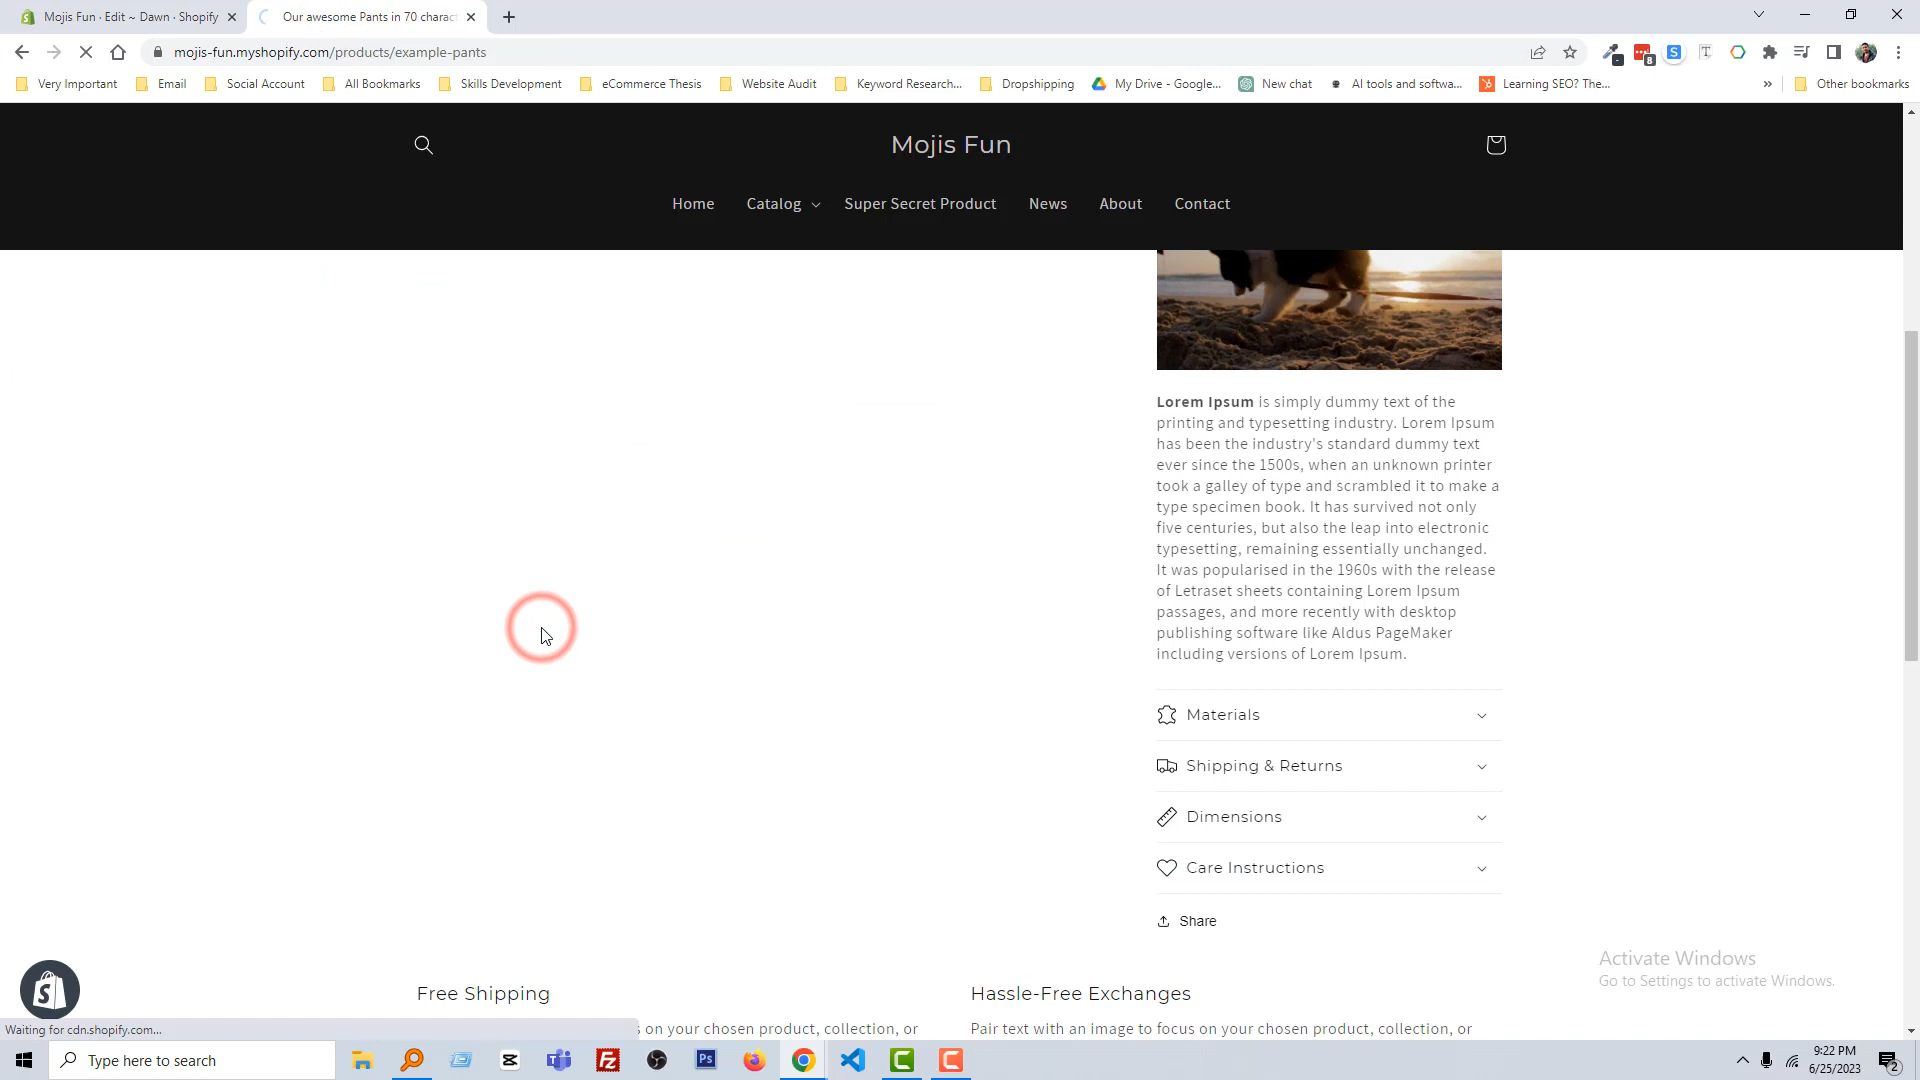 Mojis Fun · Edit ~ Dawn · Shopify
Our awesome Pants in 70 charact
mojis-fun.myshopify.com/products/example-pants
Very Important
Email
Social Account
All Bookmarks
Skills Development
eCommerce Thesis
Website Audit
Keyword Research...
Dropshipping
My Drive - Google...
New chat
AI tools and softwa...
Learning SEO? The...
»
Other bookmarks
Mojis Fun
Home
Catalog
Super Secret Product
News
About
Contact
Lorem Ipsum is simply dummy text of the
printing and typesetting industry. Lorem Ipsum
has been the industry's standard dummy text
ever since the 1500s, when an unknown printer
took a galley of type and scrambled it to make a
type specimen book. It has survived not only
five centuries, but also the leap into electronic
typesetting, remaining essentially unchanged.
It was popularised in the 1960s with the release
of Letraset sheets containing Lorem Ipsum
passages, and more recently with desktop
publishing software like Aldus PageMaker
including versions of Lorem Ipsum.
Materials
Shipping & Returns
Dimensions
Care Instructions
Share
Activate Windows
Go to Settings to activate Windows.
Free Shipping
Hassle-Free Exchanges
s on your chosen product, collection, or
Pair text with an image to focus on your chosen product, collection, or
Waiting for cdn.shopify.com...
Type here to search
9:22 PM
6/25/2023